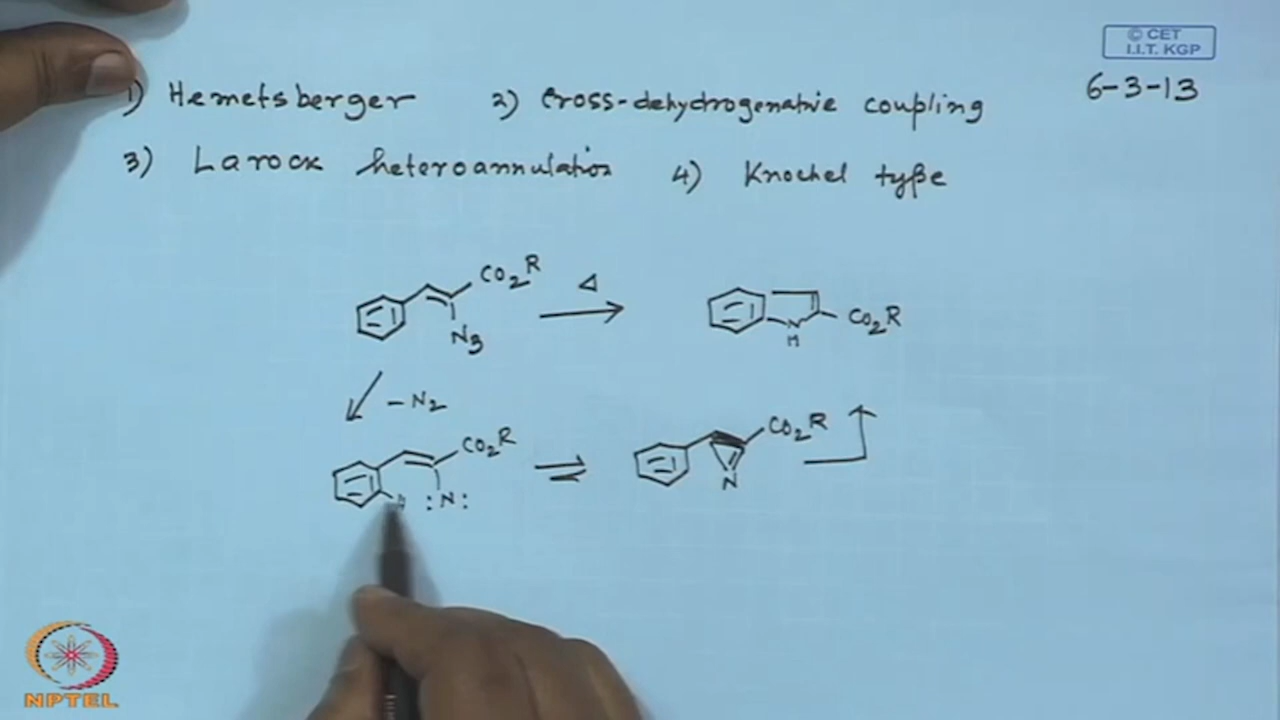 © CET
I.I.T. KGP
6-3-13
1) Hemetsberger 2) Cross-dehydrogenative coupling
3) Larock heteroannulation 4) Knochel type
CO2R
Δ
N3
N
H
CO2R
-N2
CO2R
H :N:
CO2R
N
NPTEL